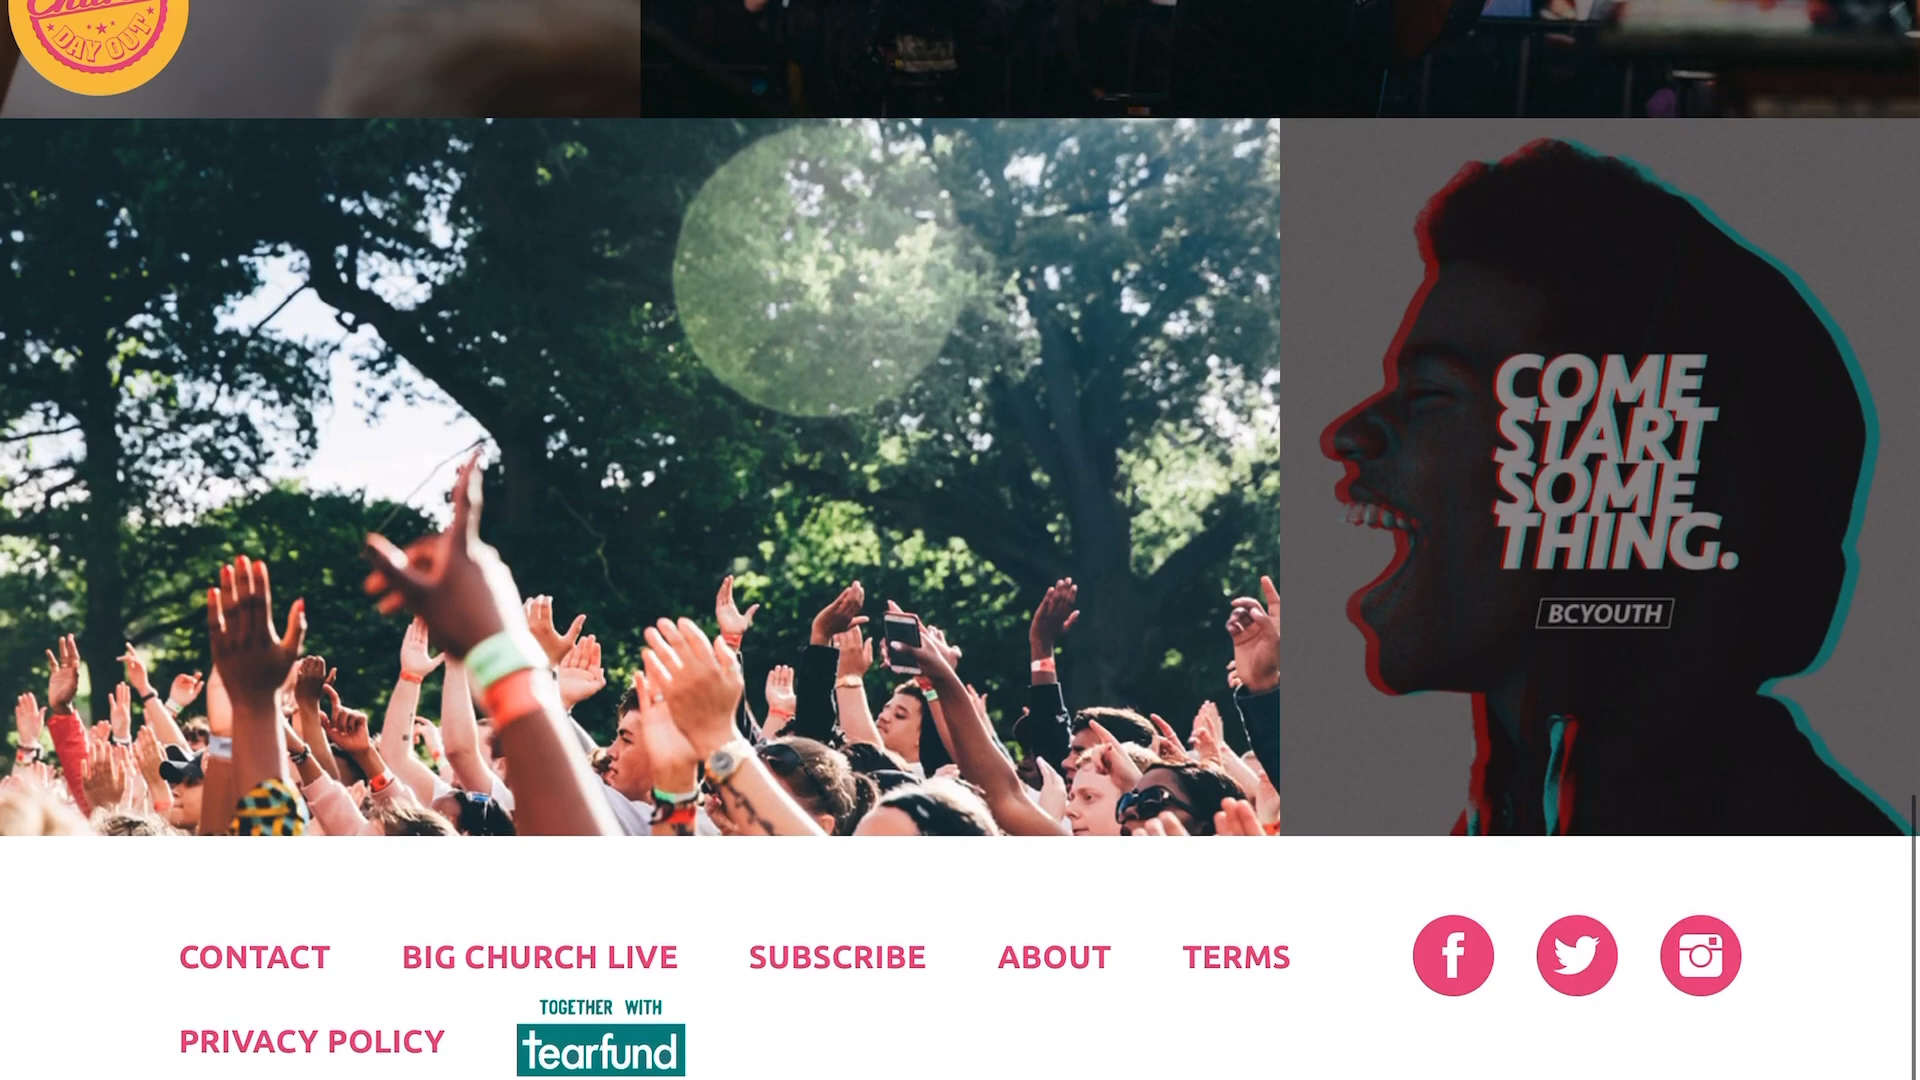 DAY OUT
COME
START
SOME
THING.
BCYOUTH
CONTACT
BIG CHURCH LIVE
SUBSCRIBE
ABOUT
TERMS
PRIVACY POLICY
TOGETHER WITH
tearfund